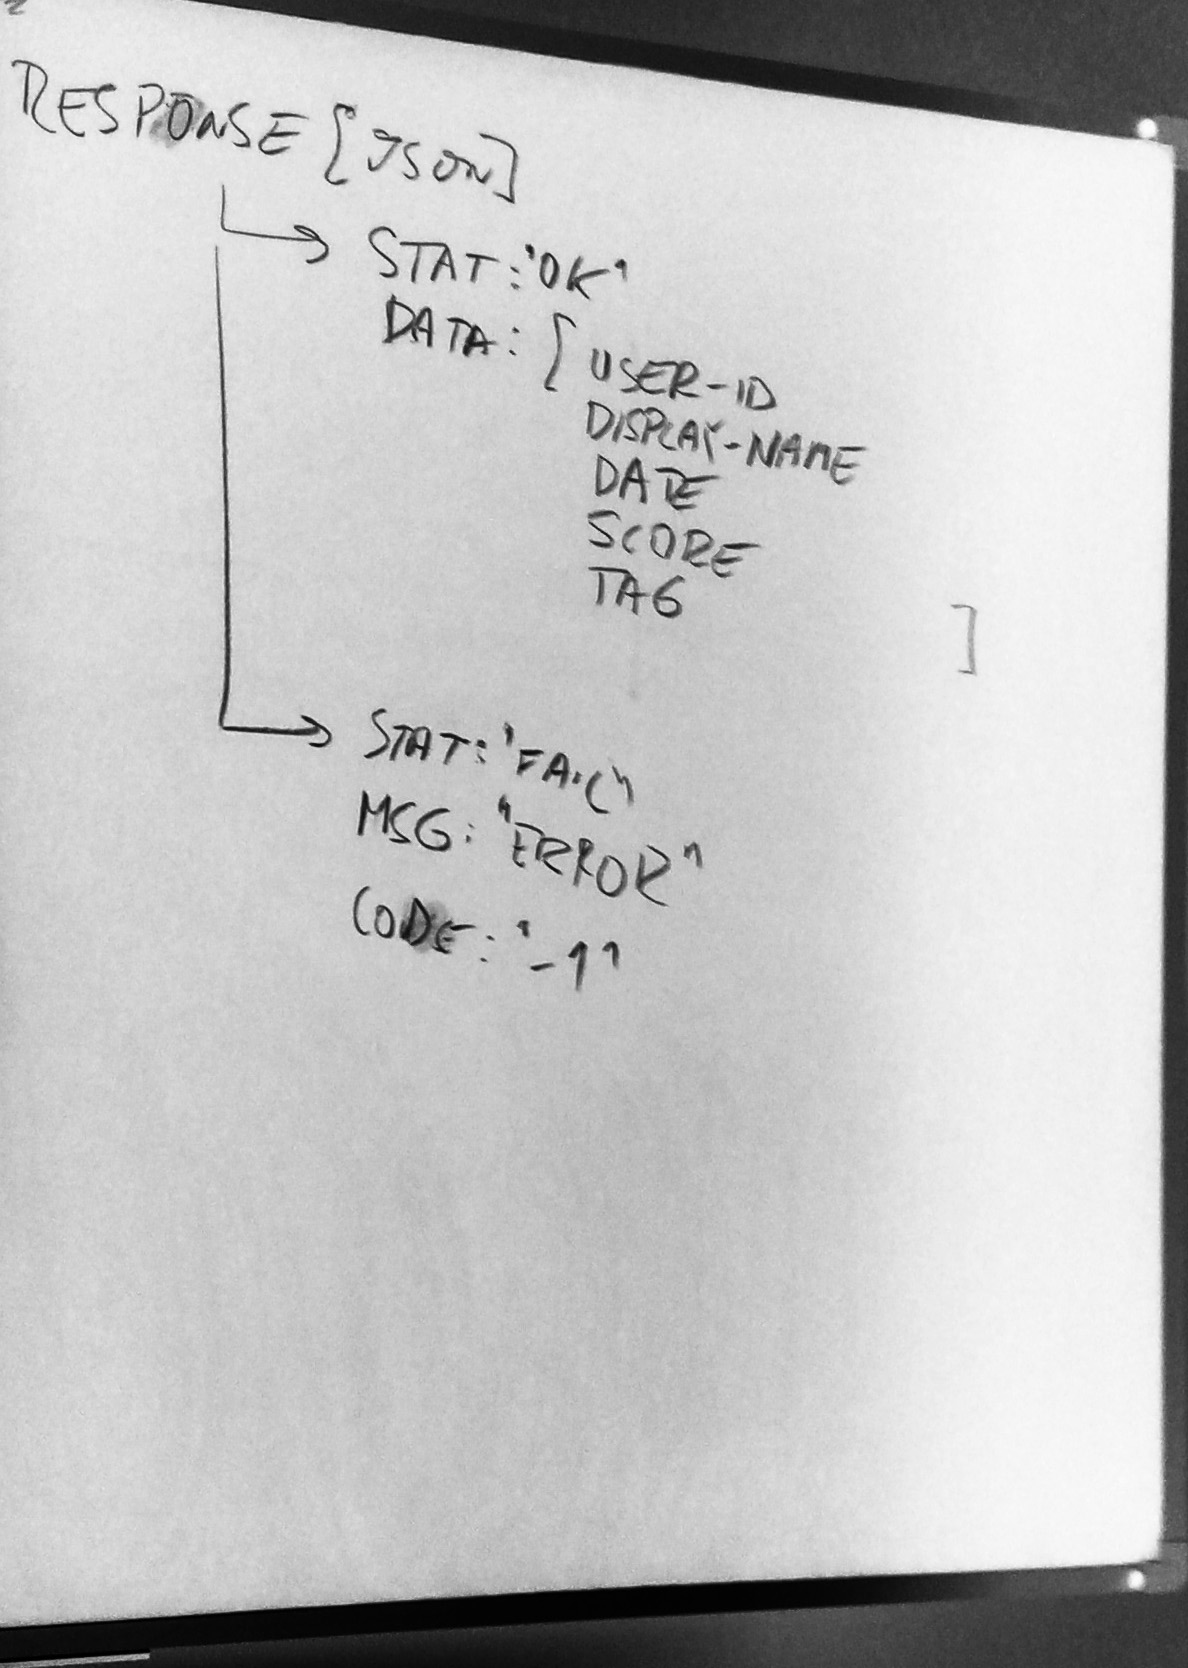 RESPONSE [JSON]
STAT: 'OK'
DATA: [ USER-ID
DISPLAY-NAME
DATE
SCORE
TAG
]
STAT: 'FAIL"
MSG: "ERROR"
CODE: '-1'